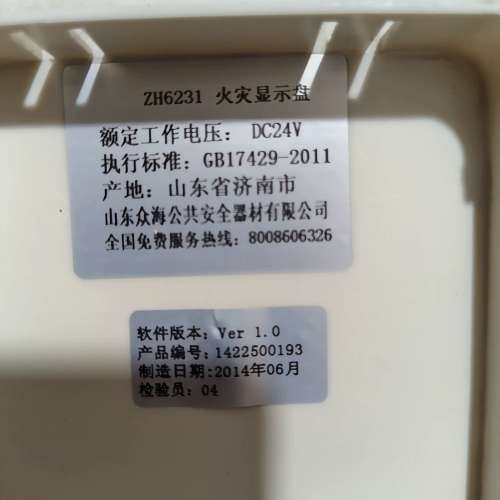 ZH6231 火灾显示盘
额定工作电压: DC24V
执行标准: GB17429-2011
产地: 山东省济南市
山东众海公共安全器材有限公司
全国免费服务热线: 8008606326
软件版本: Ver 1.0
产品编号: 1422500193
制造日期: 2014年06月
检验员: 04